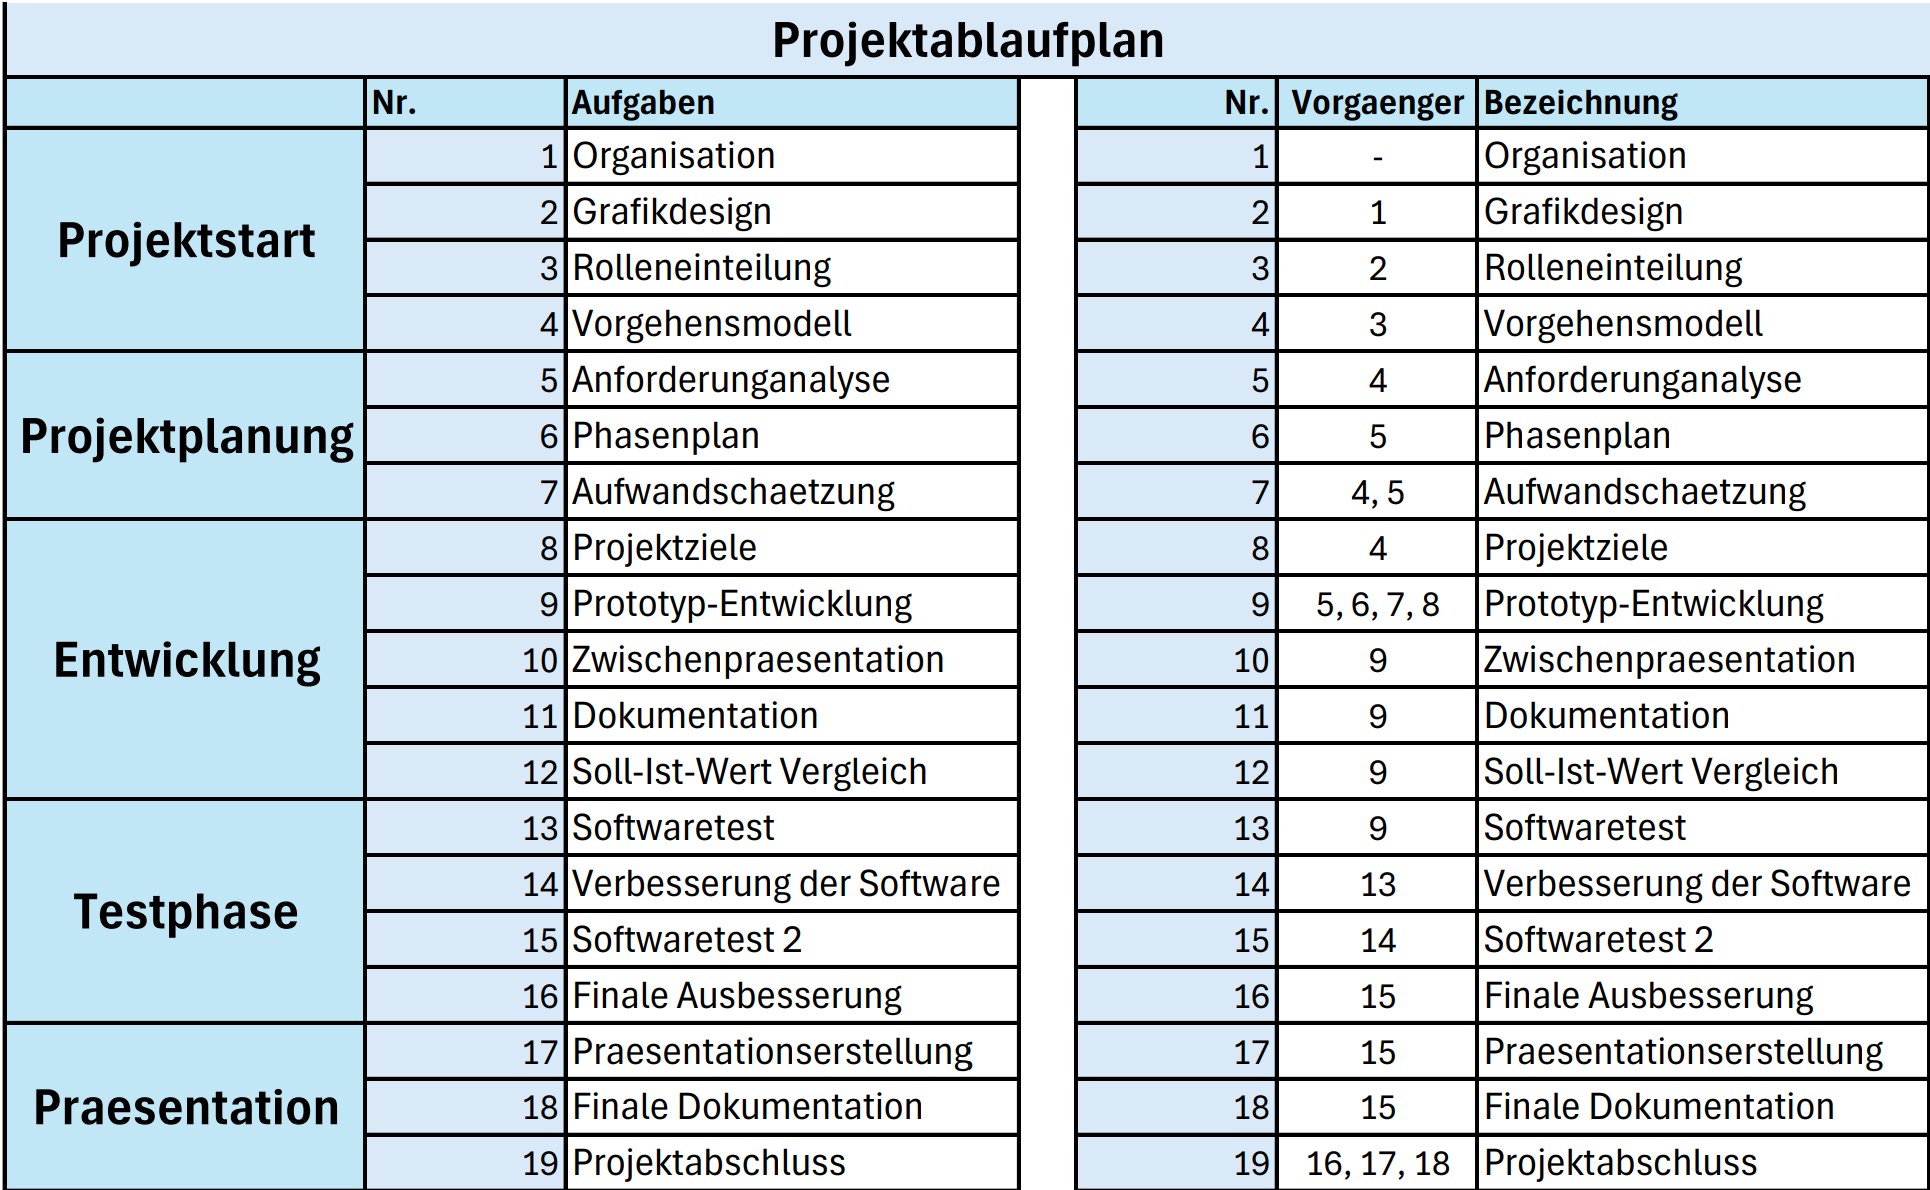 Projektablaufplan
Nr. Aufgaben Nr. Vorgaenger Bezeichnung
Projektstart
1 Organisation 1 - Organisation
2 Grafikdesign 2 1 Grafikdesign
3 Rolleneinteilung 3 2 Rolleneinteilung
4 Vorgehensmodell 4 3 Vorgehensmodell
Projektplanung
5 Anforderunganalyse 5 4 Anforderunganalyse
6 Phasenplan 6 5 Phasenplan
7 Aufwandschaetzung 7 4, 5 Aufwandschaetzung
Entwicklung
8 Projektziele 8 4 Projektziele
9 Prototyp-Entwicklung 9 5, 6, 7, 8 Prototyp-Entwicklung
10 Zwischenpraesentation 10 9 Zwischenpraesentation
11 Dokumentation 11 9 Dokumentation
12 Soll-Ist-Wert Vergleich 12 9 Soll-Ist-Wert Vergleich
Testphase
13 Softwaretest 13 9 Softwaretest
14 Verbesserung der Software 14 13 Verbesserung der Software
15 Softwaretest 2 15 14 Softwaretest 2
16 Finale Ausbesserung 16 15 Finale Ausbesserung
Praesentation
17 Praesentationserstellung 17 15 Praesentationserstellung
18 Finale Dokumentation 18 15 Finale Dokumentation
19 Projektabschluss 19 16, 17, 18 Projektabschluss